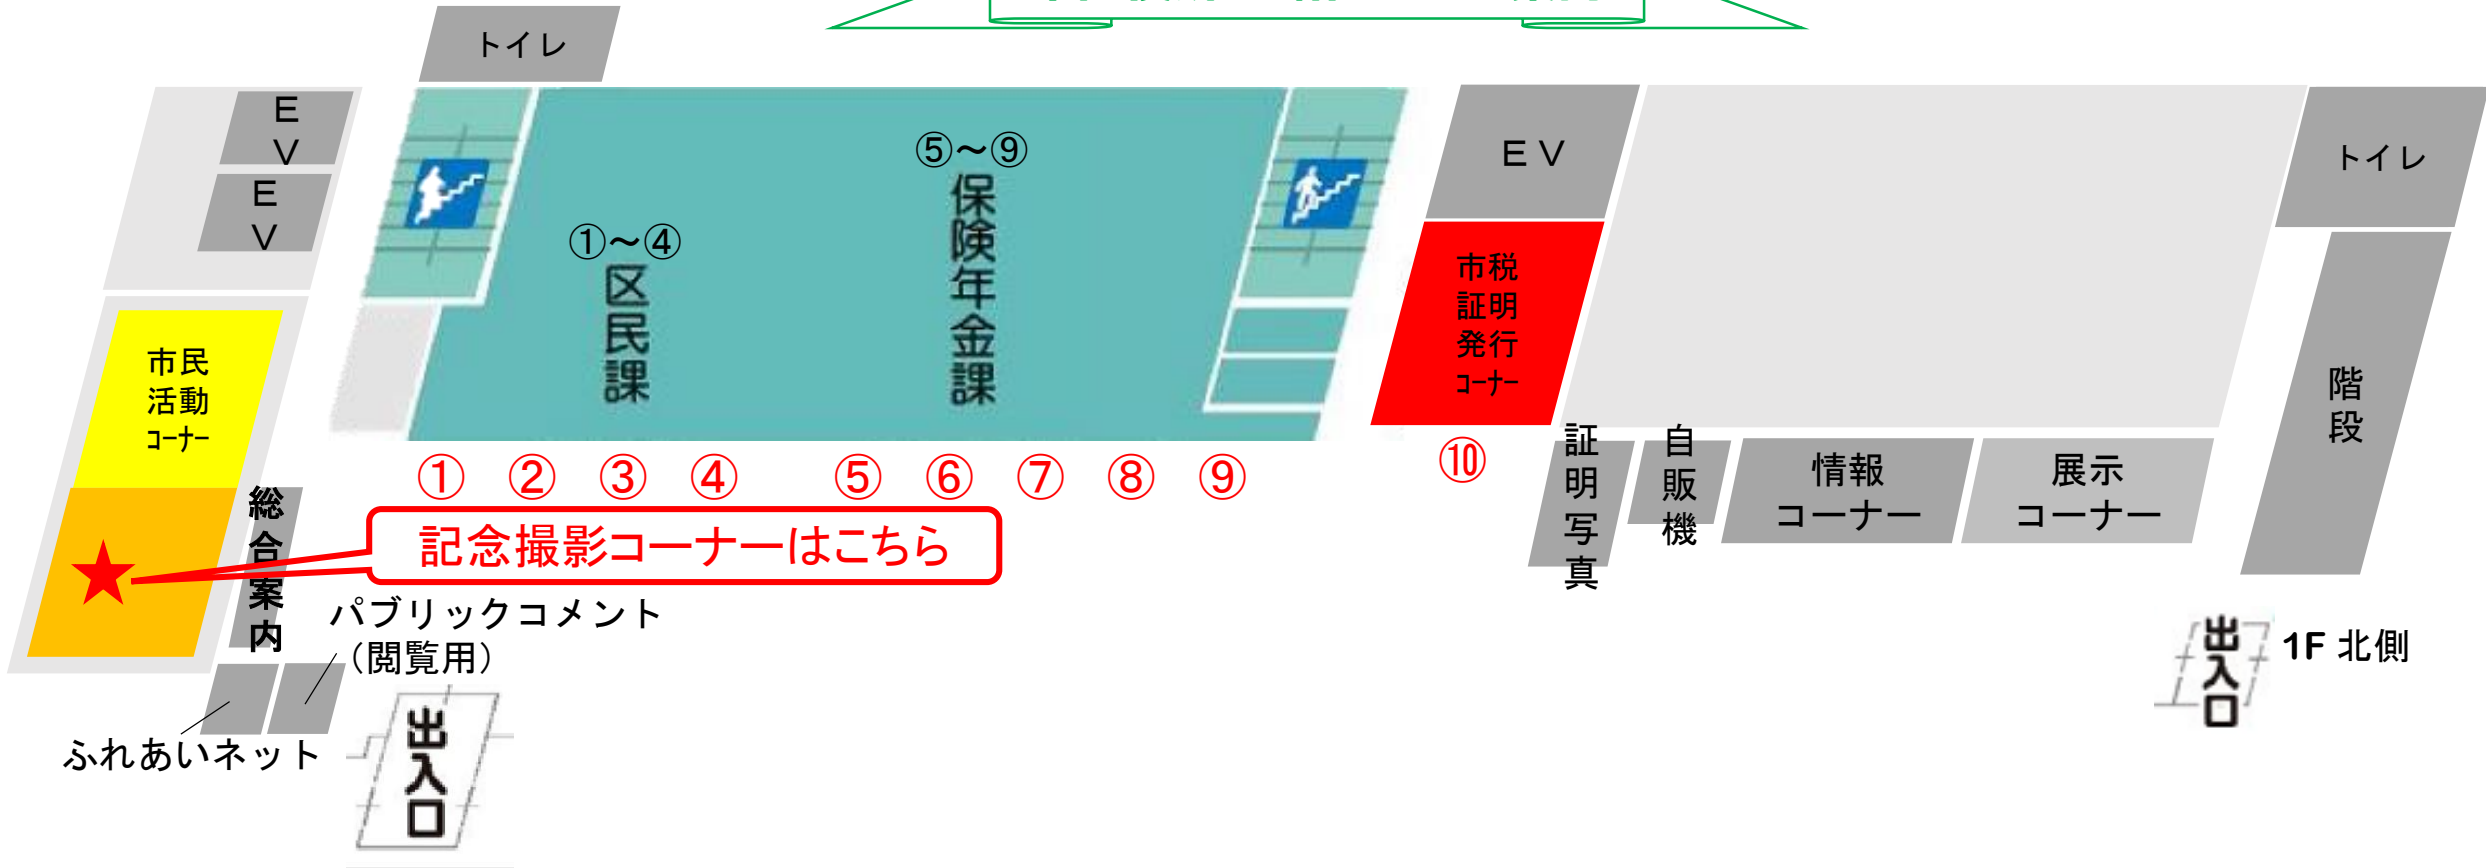 トイレ
EV
EV
①～④
区民課
⑤～⑨
保険年金課
EV
市税
証明
発行
コーナー
トイレ
階段
市民
活動
コーナー
総合案内
①
②
③
④
⑤
⑥
⑦
⑧
⑨
⑩
証明写真
自販機
情報
コーナー
展示
コーナー
記念撮影コーナーはこちら
パブリックコメント
（閲覧用）
ふれあいネット
出入口
出入口
1F 北側